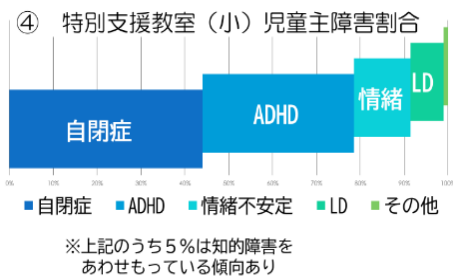 ④ 特別支援教室（小）児童主障害割合
自閉症
ADHD
情緒
LD
0% 10% 20% 30% 40% 50% 60% 70% 80% 90% 100%
■自閉症 ■ADHD ■情緒不安定 ■LD ■その他
※上記のうち５％は知的障害を
あわせもっている傾向あり